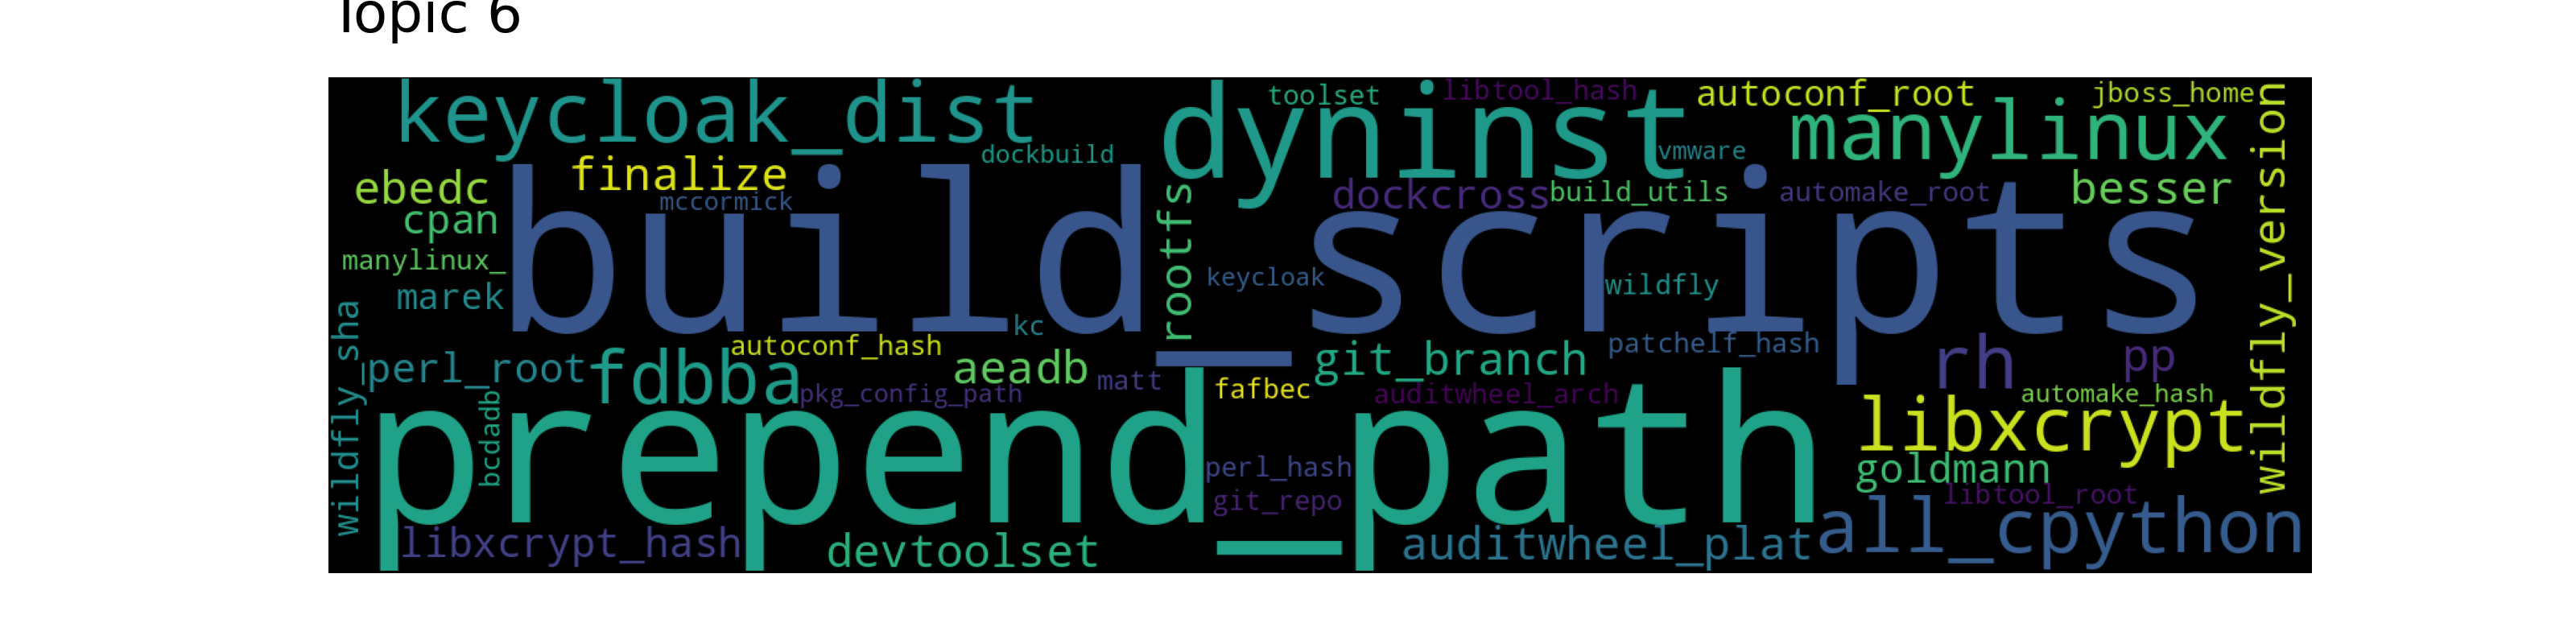 Topic 6
keycloak_dist
dyninst
toolset
libtool_hash
autoconf_root
jboss_home
manylinux
dockbuild
vmware
finalize
ebedc
mccormick
cpan
build_scripts
rootfs
dockcross
build_utils
automake_root
besser
wildfly_version
manylinux_
marek
keycloak
wildfly
kc
wildfly_sha
perl_root
fdbba
autoconf_hash
aeadb
matt
git_branch
patchelf_hash
rh
pp
pkg_config_path
fafbec
auditwheel_arch
automake_hash
bcdadb
prepend_path
libxcrypt
perl_hash
git_repo
goldmann
libtool_root
libxcrypt_hash
devtoolset
auditwheel_plat
all_cpython